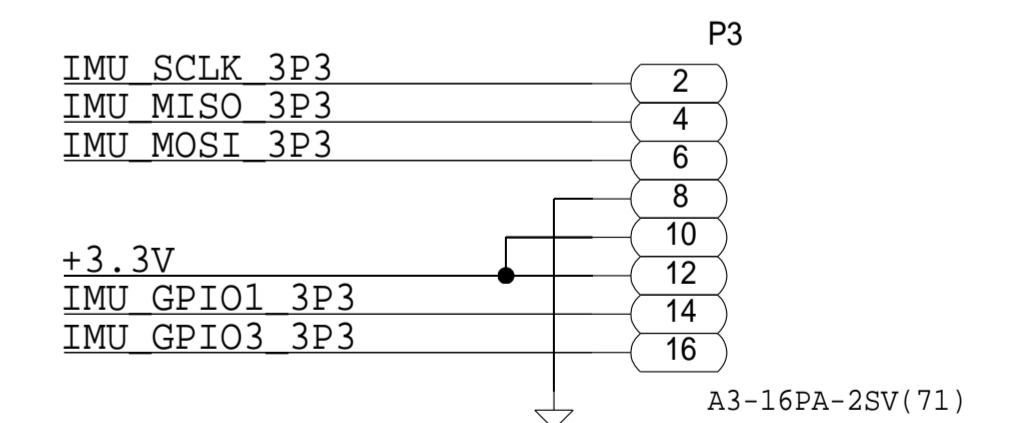 P3
IMU_SCLK_3P3 2
IMU_MISO_3P3 4
IMU_MOSI_3P3 6
8
10
+3.3V 12
IMU_GPIO1_3P3 14
IMU_GPIO3_3P3 16
A3-16PA-2SV(71)